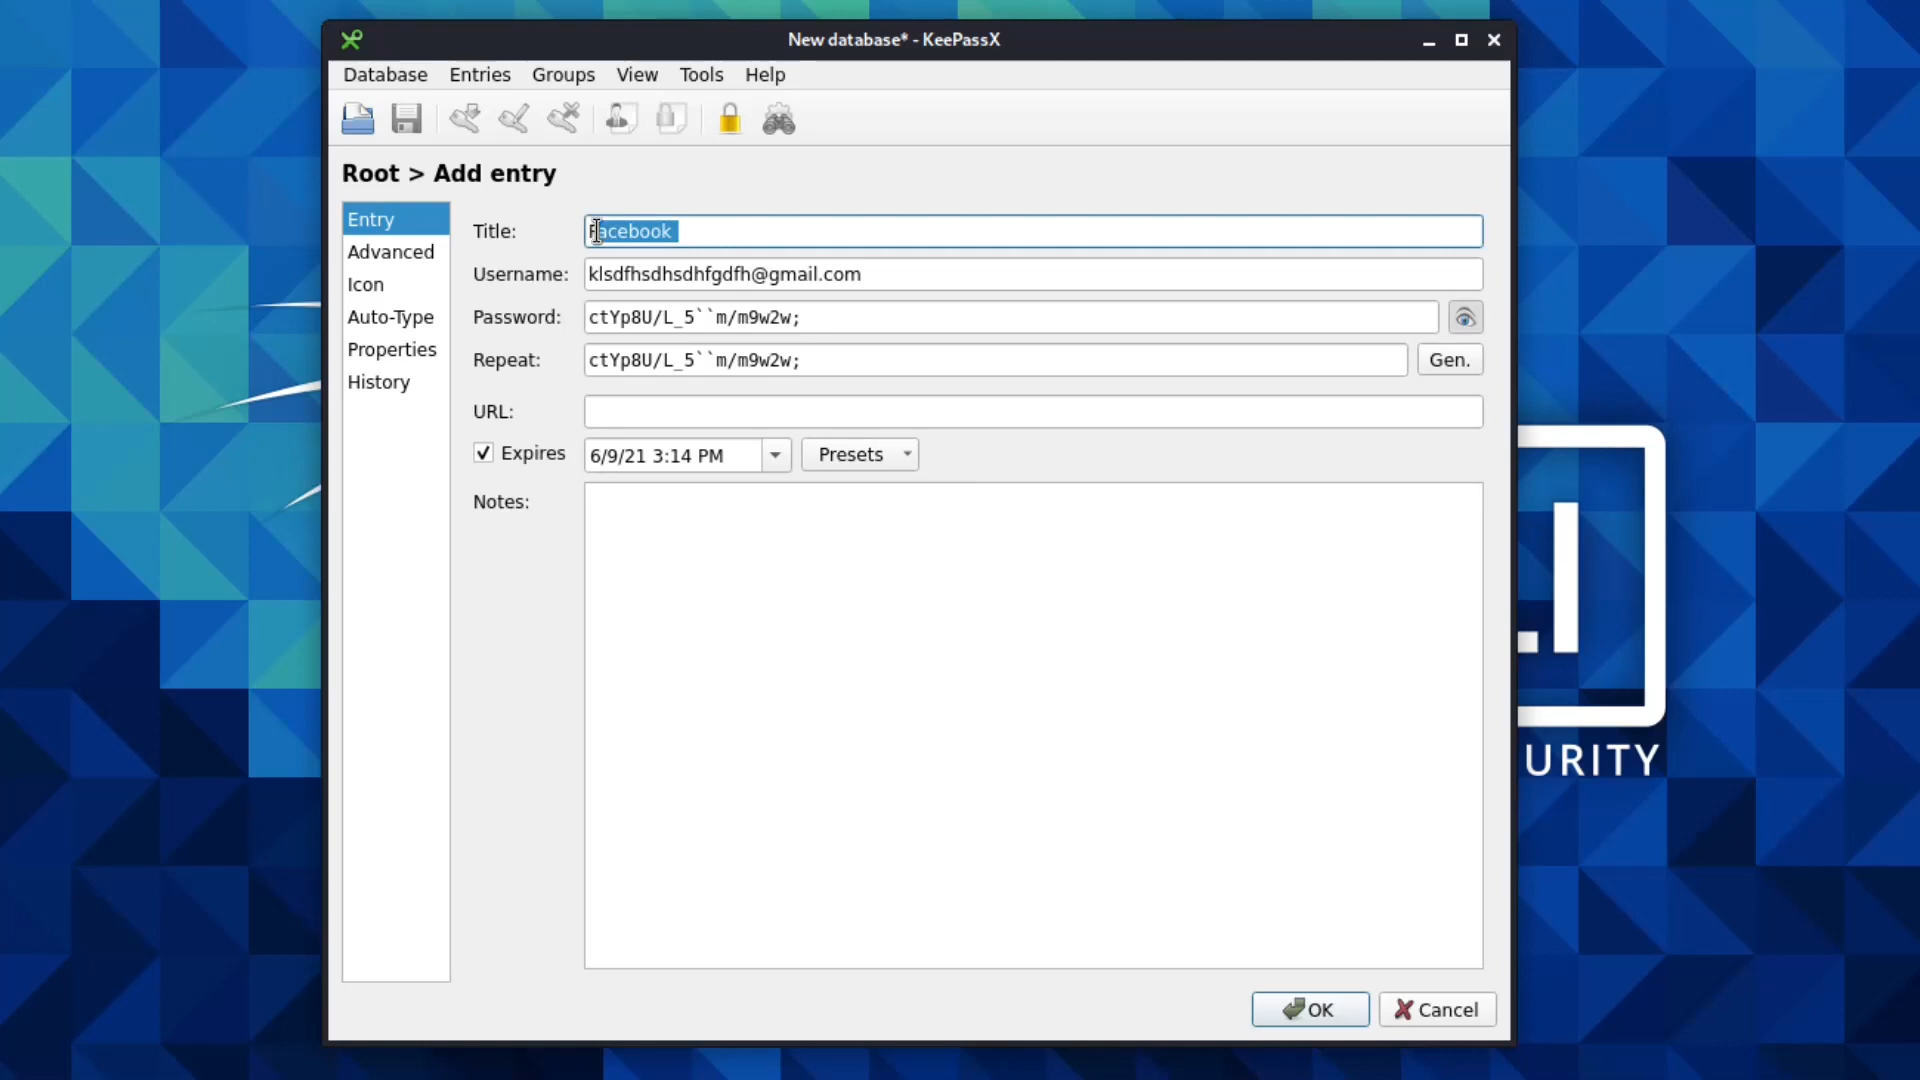 New database* - KeePassX
Database Entries Groups View Tools Help
Root > Add entry
Entry
Advanced
Icon
Auto-Type
Properties
History
Title: Facebook
Username: klsdfhsdhsdhfgdfh@gmail.com
Password: ctYp8U/L_5``m/m9w2w;
Repeat: ctYp8U/L_5``m/m9w2w; Gen.
URL:
Expires 6/9/21 3:14 PM Presets
Notes:
OK Cancel
LI
URITY